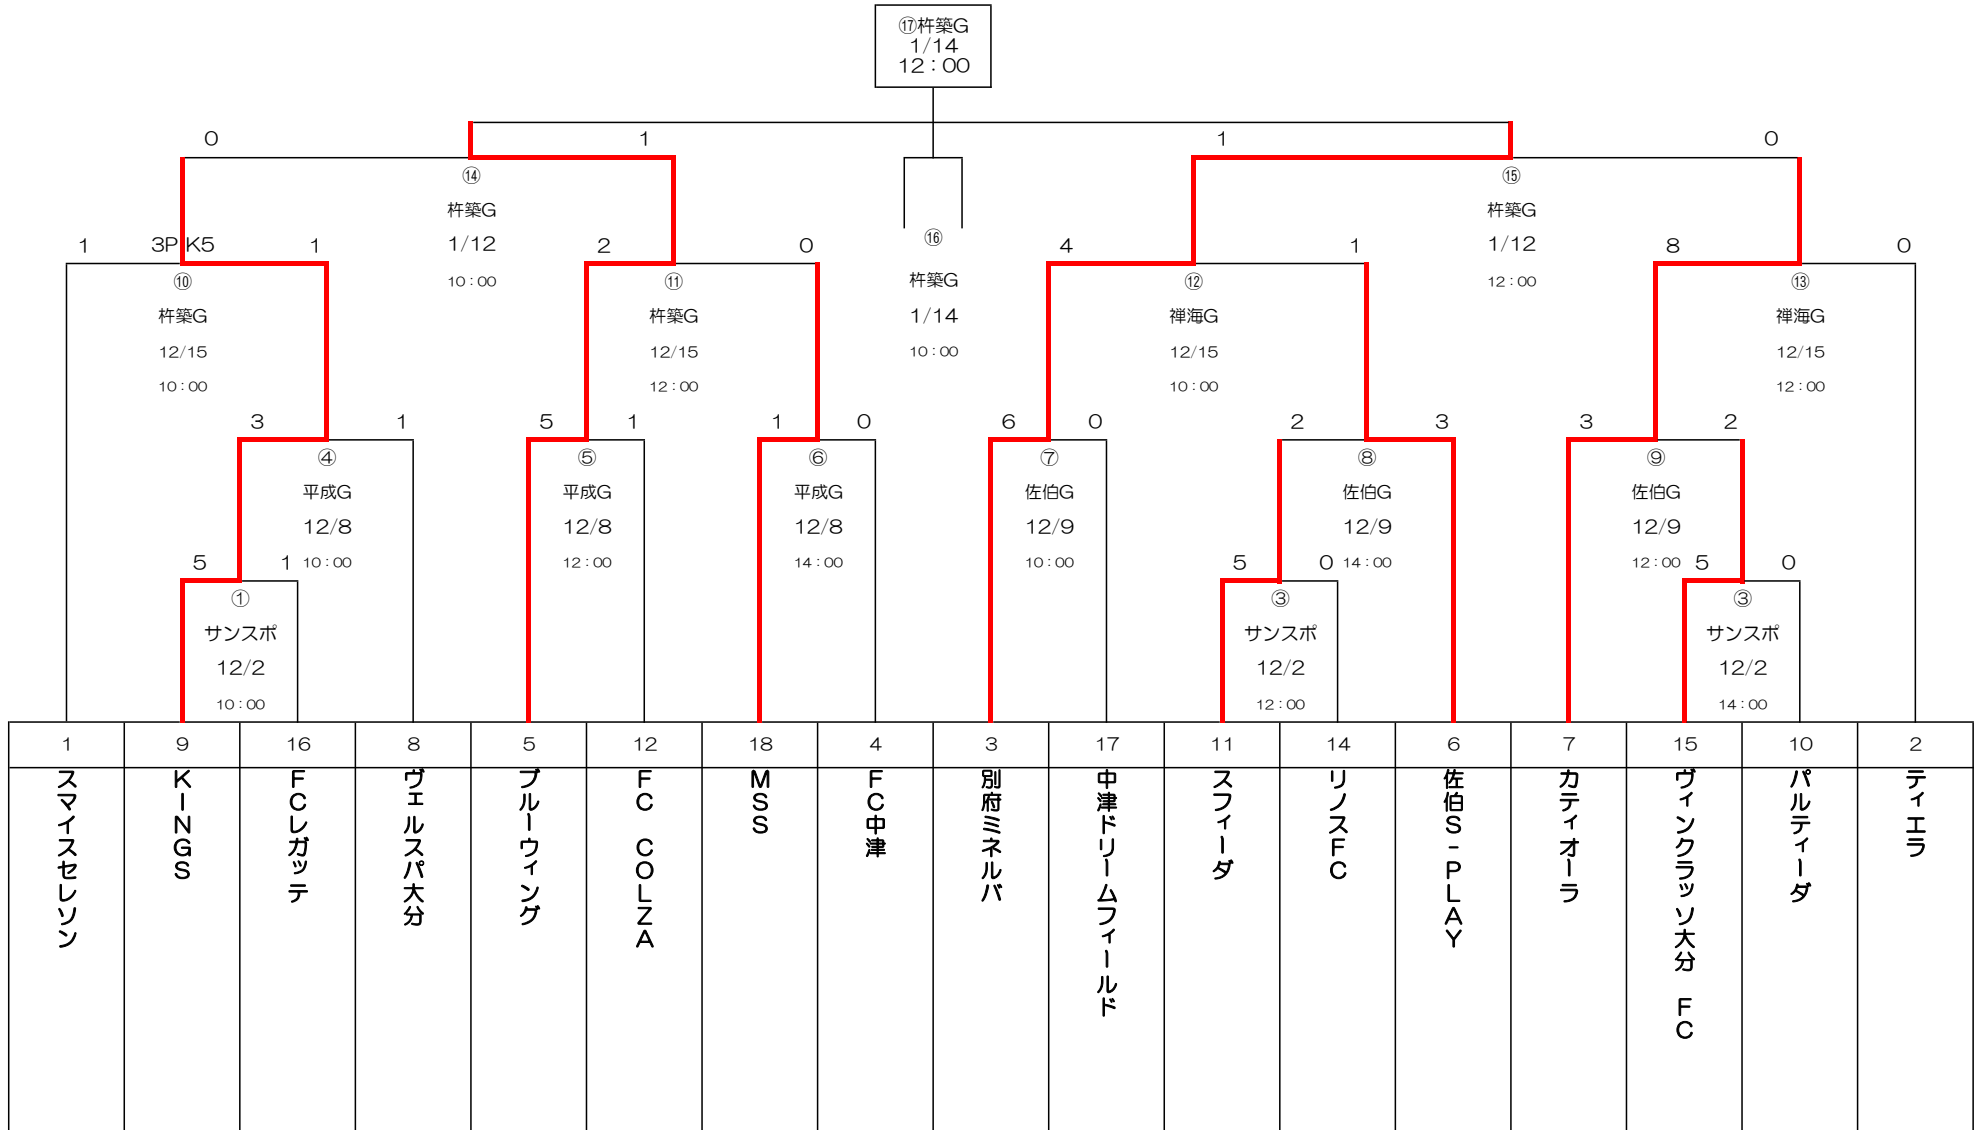 ⑰杵築G
1/14
12：00
0
1
1
0
⑭
⑮
杵築G
杵築G
⑯
1
3P K5
1
1/12
2
0
4
1
1/12
8
0
⑩
10：00
⑪
杵築G
⑫
12：00
⑬
杵築G
杵築G
1/14
禅海G
禅海G
12/15
12/15
10：00
12/15
12/15
10：00
12：00
10：00
12：00
3
1
5
1
1
0
6
0
2
3
3
2
④
⑤
⑥
⑦
⑧
⑨
平成G
平成G
平成G
佐伯G
佐伯G
佐伯G
12/8
12/8
12/8
12/9
12/9
12/9
5
1
10：00
12：00
14：00
10：00
5
0
14：00
12：00
5
0
①
③
③
サンスポ
サンスポ
サンスポ
12/2
12/2
12/2
10：00
12：00
14：00
1
9
16
8
5
12
18
4
3
17
11
14
6
7
15
10
2
スマイスセレソン
KINGS
FCレガッテ
ヴェルスパ大分
ブルーウィング
FC COLZA
MSS
FC中津
別府ミネルバ
中津ドリームフィールド
スフィーダ
リノスFC
佐伯S-PLAY
カティオーラ
ヴィンクラッソ大分 FC
パルティーダ
ティエラ